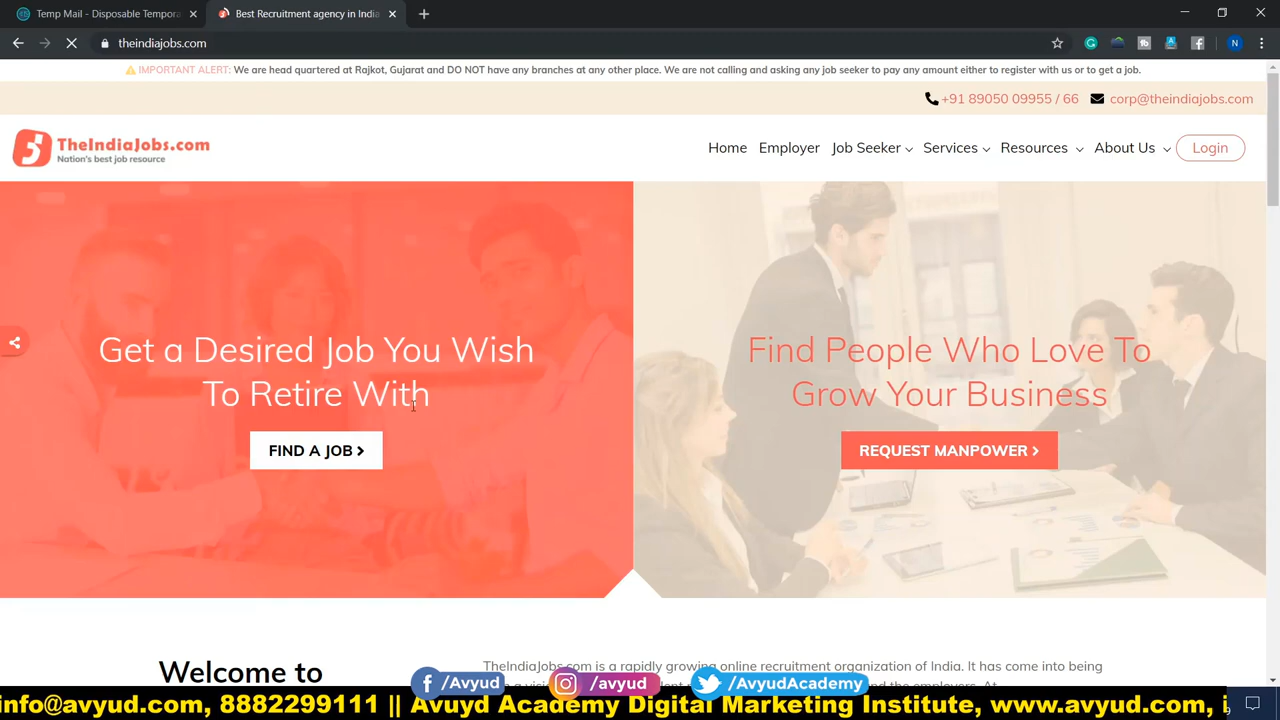 Temp Mail - Disposable Tempora
Best Recruitment agency in India
theindiajobs.com
IMPORTANT ALERT: We are head quartered at Rajkot, Gujarat and DO NOT have any branches at any other place. We are not calling and asking any job seeker to pay any amount either to register with us or to get a job.
+91 89050 09955 / 66 corp@theindiajobs.com
TheIndiaJobs.com
Nation's best job resource
Home Employer Job Seeker Services Resources About Us Login
Get a Desired Job You Wish
To Retire With
FIND A JOB
Find People Who Love To
Grow Your Business
REQUEST MANPOWER
Welcome to
TheIndiaJobs.com is a rapidly growing online recruitment organization of India. It has come into being
/Avyud /avyud /AvyudAcademy
info@avyud.com, 8882299111 || Avuyd Academy Digital Marketing Institute, www.avyud.com, i